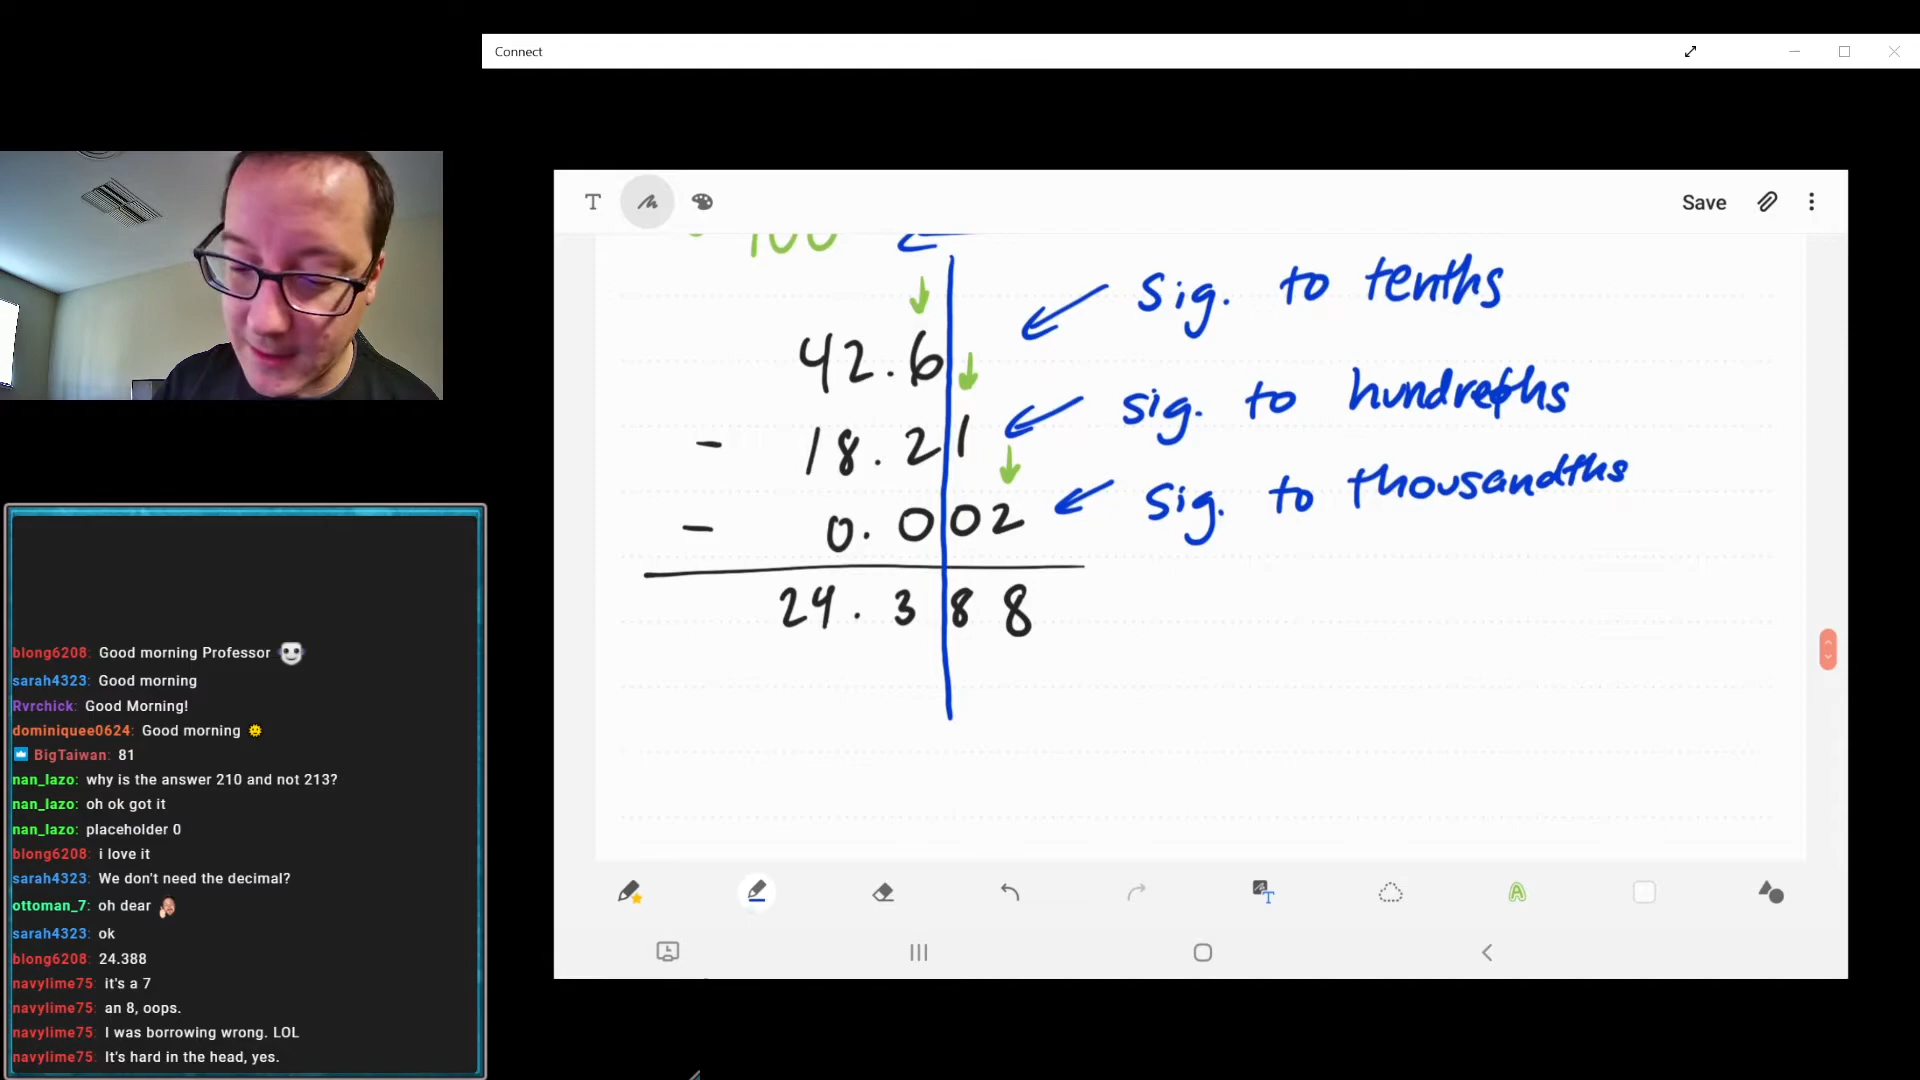 Connect
T
Save
100
sig. to tenths
42.6
sig. to hundreths
- 18.21
sig. to thousandths
- 0.002
24.388
T
A
blong6208: Good morning Professor
sarah4323: Good morning
Rvrchick: Good Morning!
dominiquee0624: Good morning
BigTaiwan: 81
nan_lazo: why is the answer 210 and not 213?
nan_lazo: oh ok got it
nan_lazo: placeholder 0
blong6208: i love it
sarah4323: We don't need the decimal?
ottoman_7: oh dear
sarah4323: ok
blong6208: 24.388
navylime75: it's a 7
navylime75: an 8, oops.
navylime75: I was borrowing wrong. LOL
navylime75: It's hard in the head, yes.